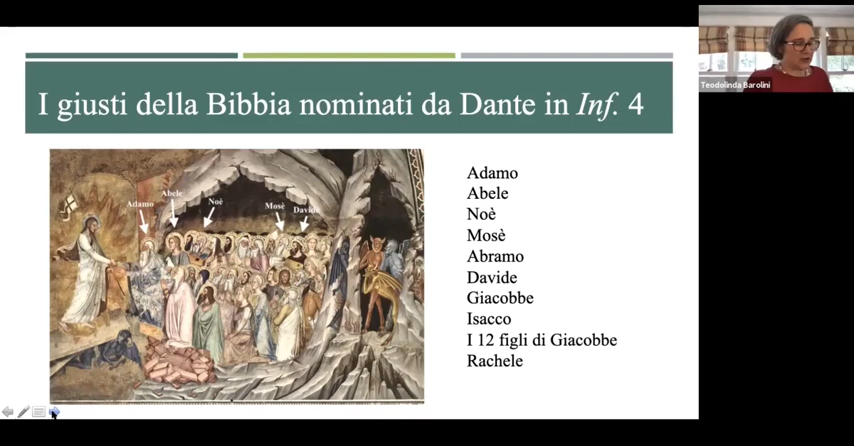 I giusti della Bibbia nominati da Dante in Inf. 4
Adamo
Abele
Noè
Mosè
Davide
Adamo
Abele
Noè
Mosè
Abramo
Davide
Giacobbe
Isacco
I 12 figli di Giacobbe
Rachele
Teodolinda Barolini